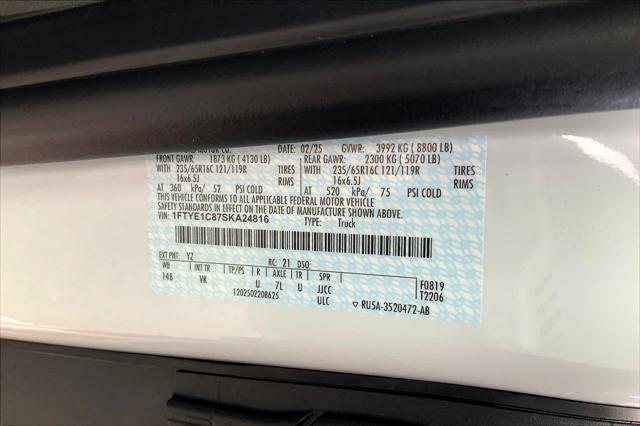 MOTOR CO. DATE: 02/25 GVWR: 3992 KG ( 8800 LB)
FRONT GAWR: 1873 KG ( 4130 LB) REAR GAWR: 2300 KG ( 5070 LB)
WITH 235/65R16C 121/119R TIRES WITH 235/65R16C 121/119R TIRES
16x6.5J RIMS 16x6.5J RIMS
AT 360 kPa/ 52 PSI COLD AT 520 kPa/ 75 PSI COLD
THIS VEHICLE CONFORMS TO ALL APPLICABLE FEDERAL MOTOR VEHICLE
SAFETY STANDARDS IN EFFECT ON THE DATE OF MANUFACTURE SHOWN ABOVE.
VIN: 1FTYE1C87SKA24816
TYPE: Truck
EXT PNT: YZ RC: 21 DSO:
WB INT TR TP/PS R AXLE TR SPR
148 VK U 7L U JJCC
ULC
F0819
T2206
1202502208625
RU5A-3520472-AB